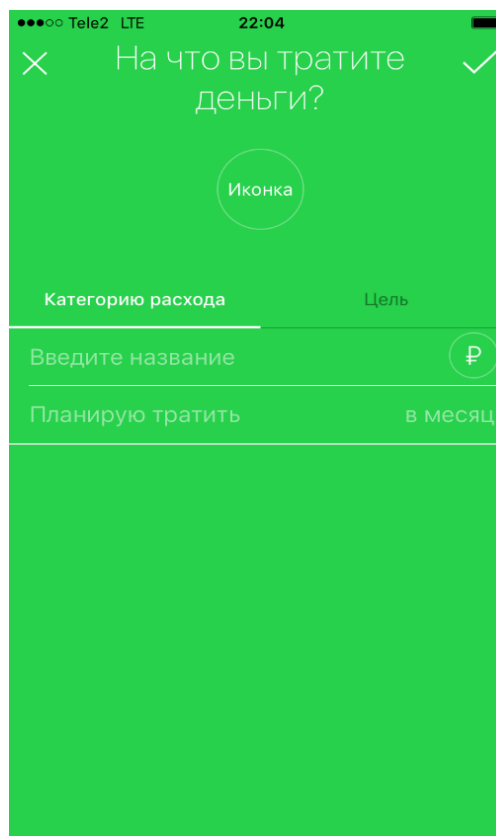 Tele2 LTE 22:04
На что вы тратите
деньги?
Иконка
Категорию расхода Цель
Введите название ₽
Планирую тратить в месяц